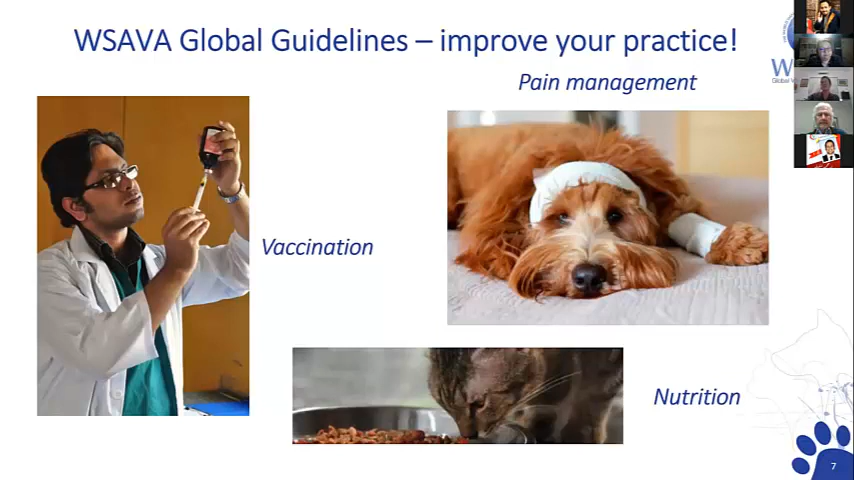 WSAVA Global Guidelines – improve your practice!
Pain management
Vaccination
Nutrition
7